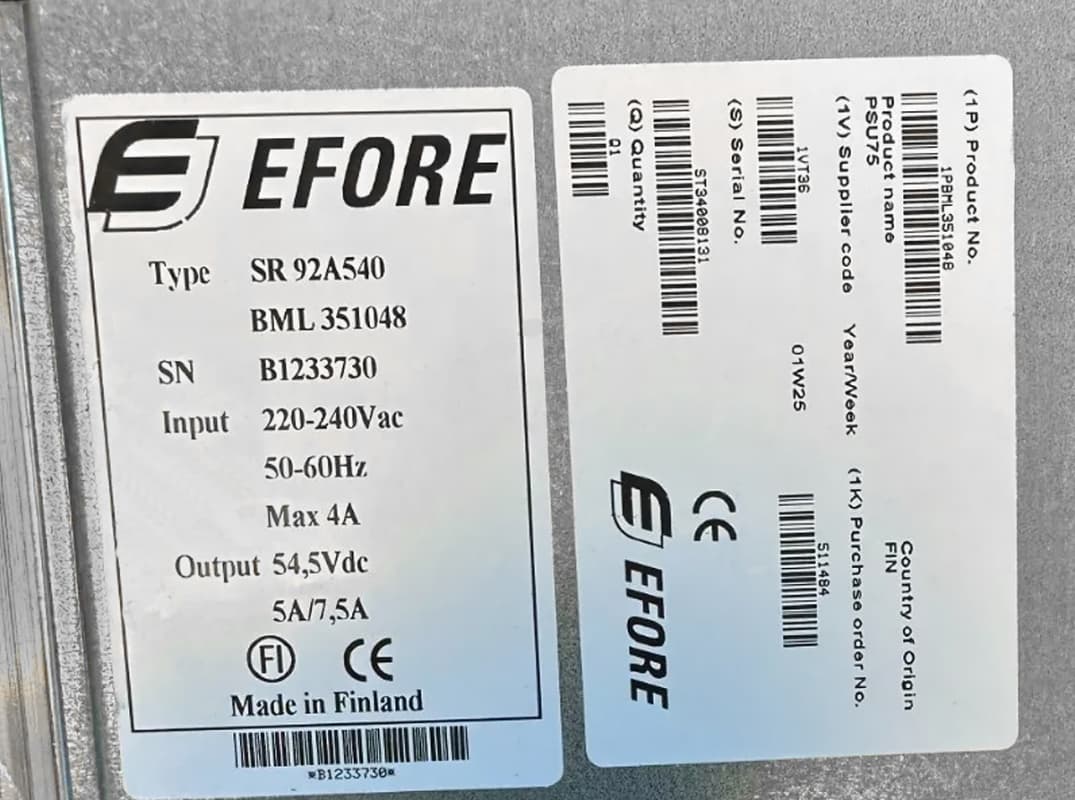 EFORE
Type SR 92A540
BML 351048
SN B1233730
Input 220-240Vac
50-60Hz
Max 4A
Output 54,5Vdc
5A/7,5A
FI CE
Made in Finland
*B1233730*
(1P) Product No.
1PBML351048
Product name
PSU75
Country of Origin
FIN
(1V) Supplier code Year/Week (1K) Purchase order No.
1VT36 01W25 511484
(S) Serial No.
ST34008131
(Q) Quantity
Q1
CE
EFORE